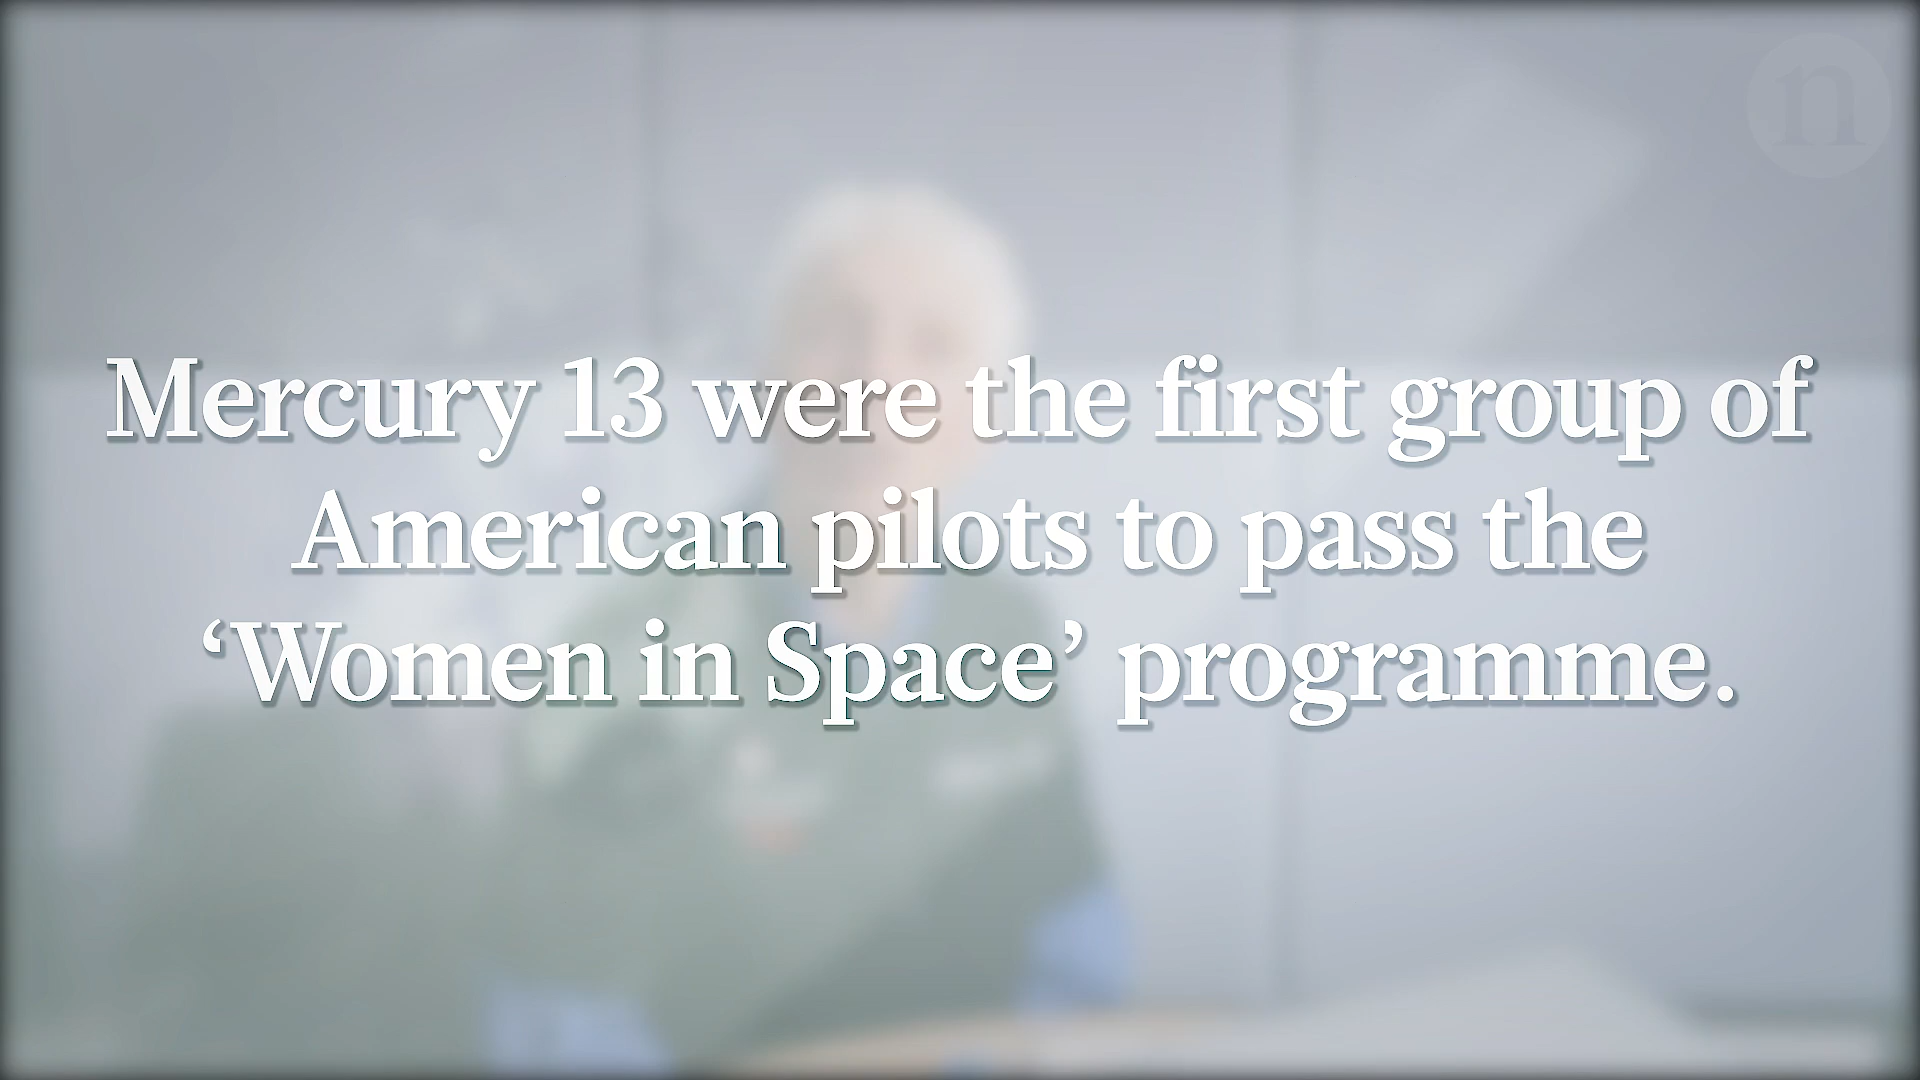 n
Mercury 13 were the first group of
American pilots to pass the
‘Women in Space’ programme.